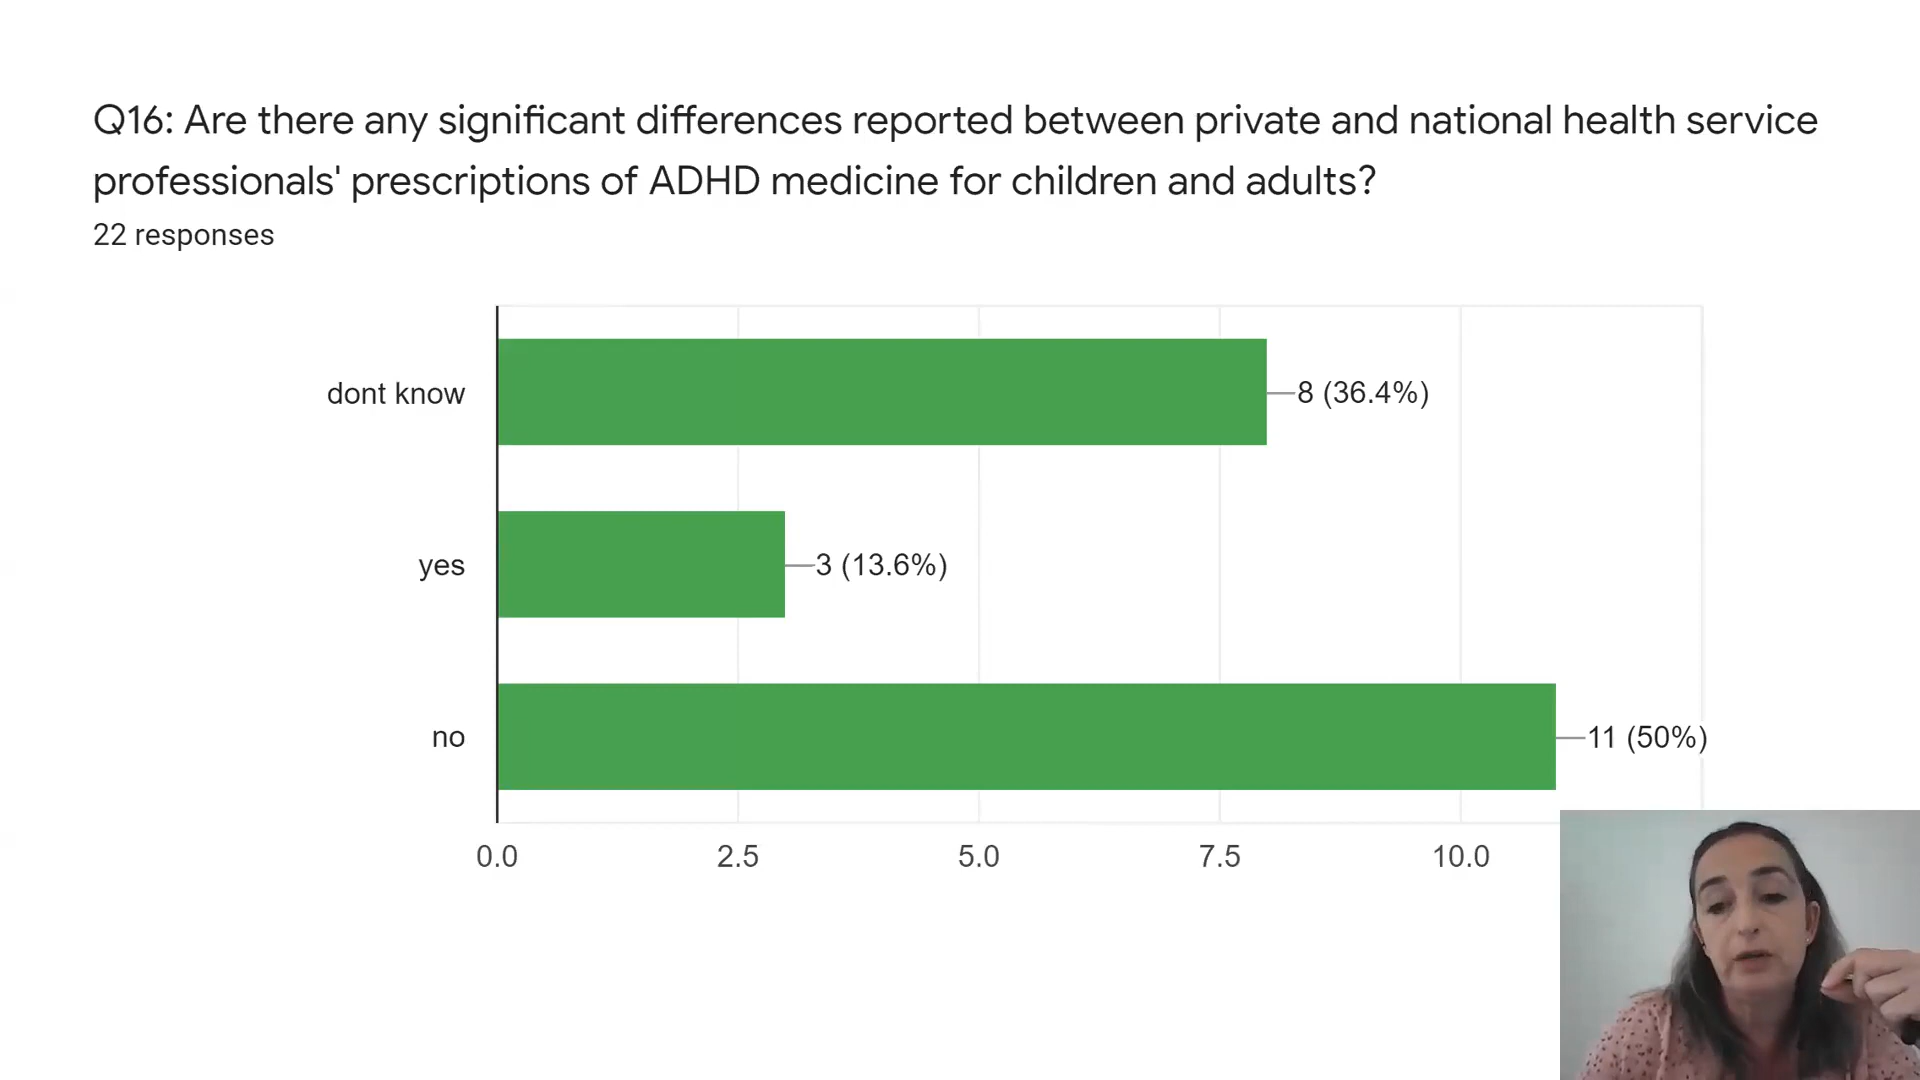 Q16: Are there any significant differences reported between private and national health service
professionals' prescriptions of ADHD medicine for children and adults?
22 responses
dont know
8 (36.4%)
yes
3 (13.6%)
no
11 (50%)
0.0
2.5
5.0
7.5
10.0